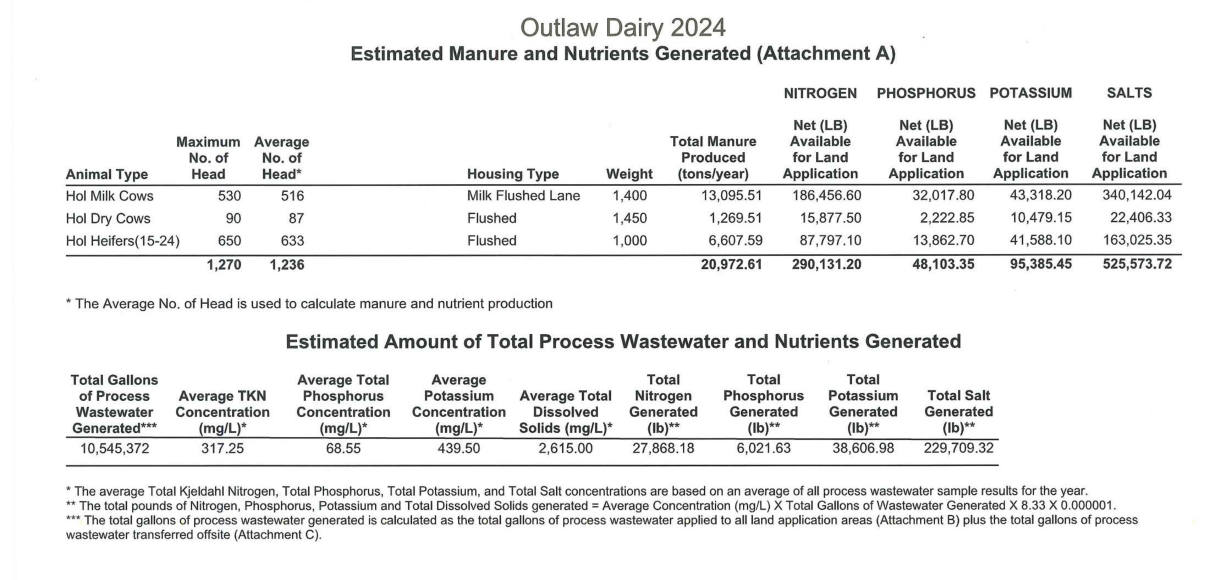 Outlaw Dairy 2024
Estimated Manure and Nutrients Generated (Attachment A)
NITROGEN PHOSPHORUS POTASSIUM SALTS
Animal Type Maximum No. of Head Average No. of Head* Housing Type Weight Total Manure Produced (tons/year) Net (LB) Available for Land Application Net (LB) Available for Land Application Net (LB) Available for Land Application Net (LB) Available for Land Application
Hol Milk Cows 530 516 Milk Flushed Lane 1,400 13,095.51 186,456.60 32,017.80 43,318.20 340,142.04
Hol Dry Cows 90 87 Flushed 1,450 1,269.51 15,877.50 2,222.85 10,479.15 22,406.33
Hol Heifers(15-24) 650 633 Flushed 1,000 6,607.59 87,797.10 13,862.70 41,588.10 163,025.35
1,270 1,236 20,972.61 290,131.20 48,103.35 95,385.45 525,573.72
* The Average No. of Head is used to calculate manure and nutrient production
Estimated Amount of Total Process Wastewater and Nutrients Generated
Total Gallons of Process Wastewater Generated*** Average TKN Concentration (mg/L)* Average Total Phosphorus Concentration (mg/L)* Average Potassium Concentration (mg/L)* Average Total Dissolved Solids (mg/L)* Total Nitrogen Generated (lb)** Total Phosphorus Generated (lb)** Total Potassium Generated (lb)** Total Salt Generated (lb)**
10,545,372 317.25 68.55 439.50 2,615.00 27,868.18 6,021.63 38,606.98 229,709.32
* The average Total Kjeldahl Nitrogen, Total Phosphorus, Total Potassium, and Total Salt concentrations are based on an average of all process wastewater sample results for the year.
** The total pounds of Nitrogen, Phosphorus, Potassium and Total Dissolved Solids generated = Average Concentration (mg/L) X Total Gallons of Wastewater Generated X 8.33 X 0.000001.
*** The total gallons of process wastewater generated is calculated as the total gallons of process wastewater applied to all land application areas (Attachment B) plus the total gallons of process
wastewater transferred offsite (Attachment C).